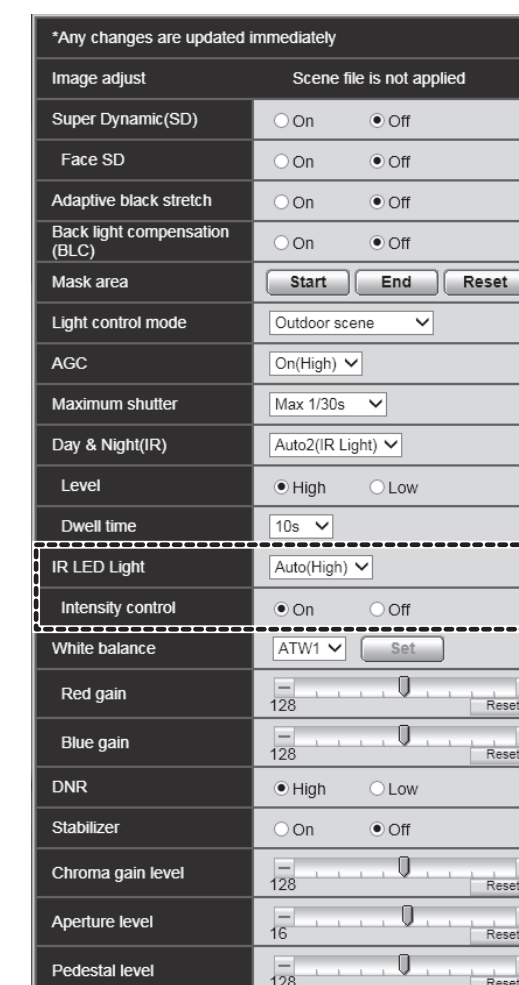 *Any changes are updated immediately
Image adjust Scene file is not applied
Super Dynamic(SD) On Off
Face SD On Off
Adaptive black stretch On Off
Back light compensation
(BLC) On Off
Mask area Start End Reset
Light control mode Outdoor scene
AGC On(High)
Maximum shutter Max 1/30s
Day & Night(IR) Auto2(IR Light)
Level High Low
Dwell time 10s
IR LED Light Auto(High)
Intensity control On Off
White balance ATW1 Set
Red gain
128 Reset
Blue gain
128 Reset
DNR High Low
Stabilizer On Off
Chroma gain level
128 Reset
Aperture level
16 Reset
Pedestal level
128 Reset